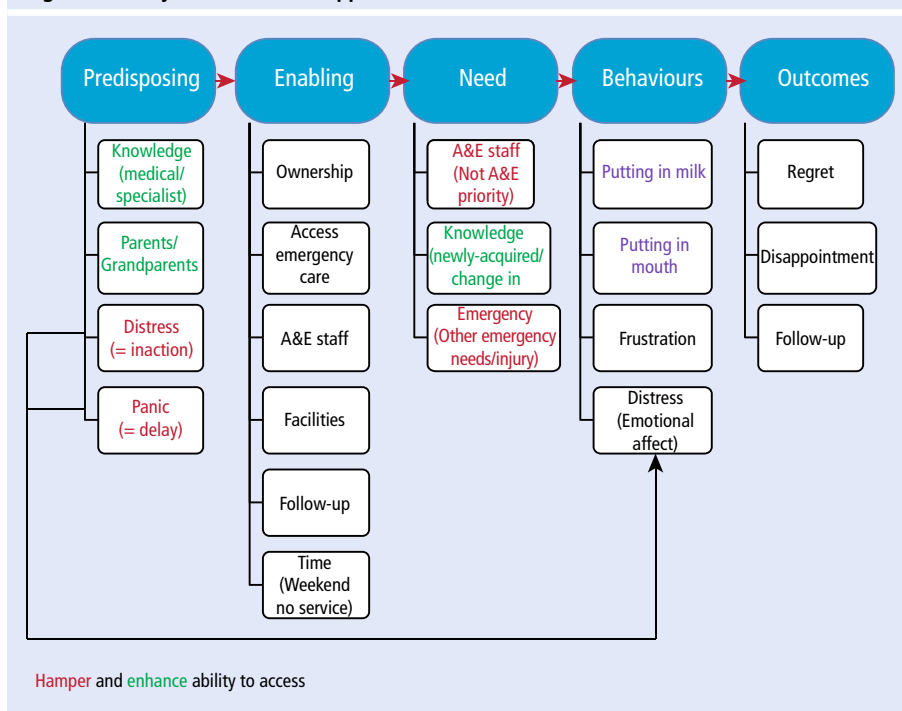 Predisposing
Enabling
Need
Behaviours
Outcomes
Knowledge
(medical/
specialist)
Parents/
Grandparents
Distress
(= inaction)
Panic
(= delay)
Ownership
Access
emergency
care
A&E staff
Facilities
Follow-up
Time
(Weekend
no service)
A&E staff
(Not A&E
priority)
Knowledge
(newly-acquired/
change in
Emergency
(Other emergency
needs/injury)
Putting in milk
Putting in
mouth
Frustration
Distress
(Emotional
affect)
Regret
Disappointment
Follow-up
Hamper and enhance ability to access